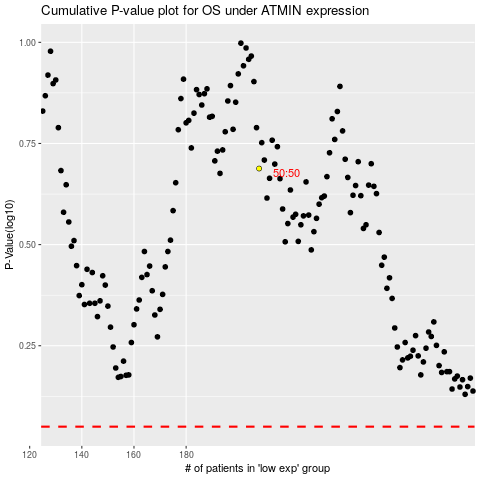 Cumulative P-value plot for OS under ATMIN expression
P-Value(log10)
1.00
0.75
0.50
0.25
50:50
120 140 160 180
# of patients in 'low exp' group